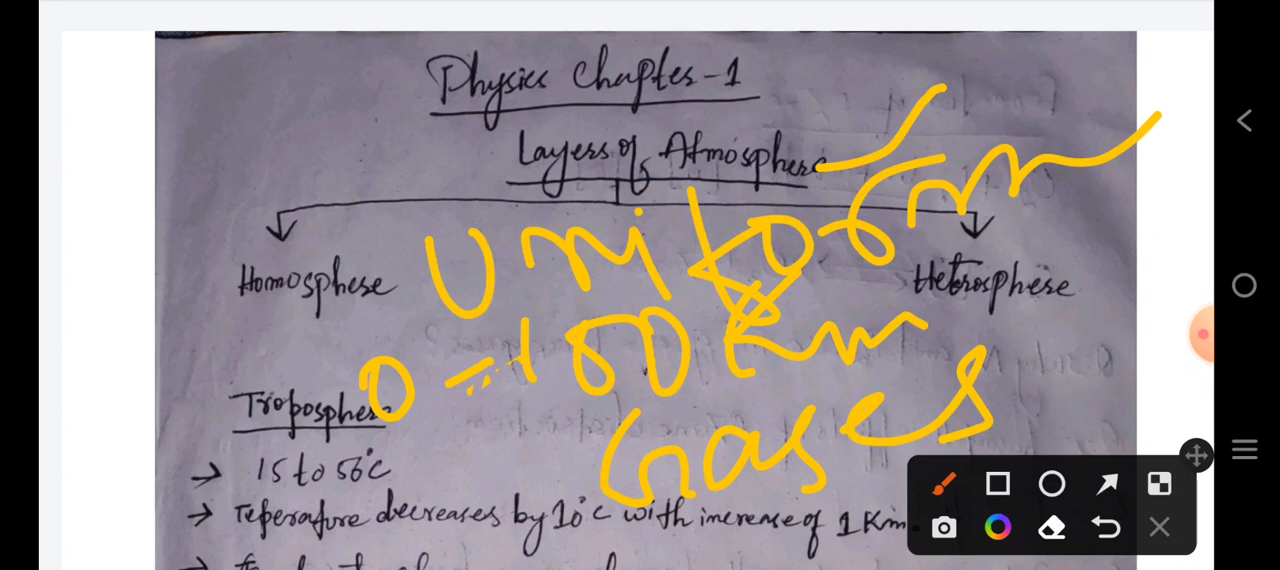 Physics Chapter-1
Layers of Atmosphere
Homosphere
Heterosphere
Uniform
0-100 Km
Gases
Troposphere
→ 15 to 56°C
→ Teperature decreases by 10°C with increase of 1 Km.